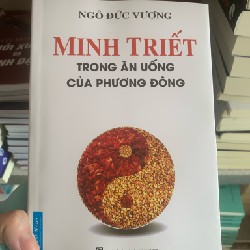 NGÔ ĐỨC VƯỢNG
MINH TRIẾT
TRONG ĂN UỐNG
CỦA PHƯƠNG ĐÔNG